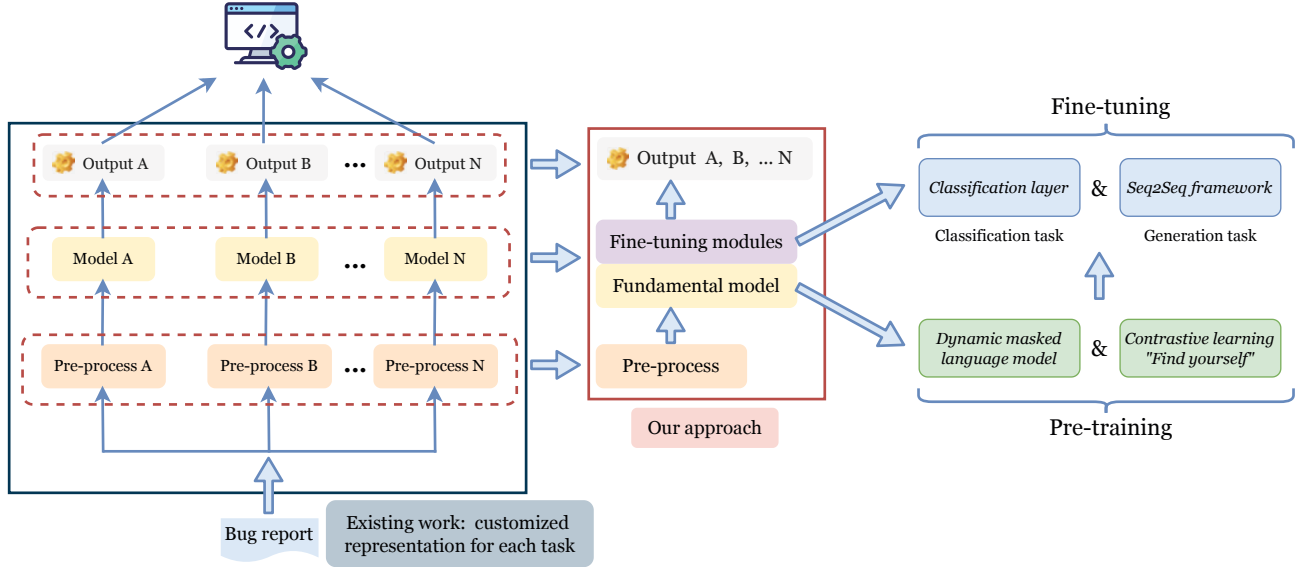 </>
Output A
Output B
...
Output N
Model A
Model B
...
Model N
Pre-process A
Pre-process B
...
Pre-process N
Bug report
Existing work: customized
representation for each task
Output A, B, ... N
Fine-tuning modules
Fundamental model
Pre-process
Our approach
Fine-tuning
Classification layer
&
Seq2Seq framework
Classification task
Generation task
Dynamic masked
language model
&
Contrastive learning
"Find yourself"
Pre-training